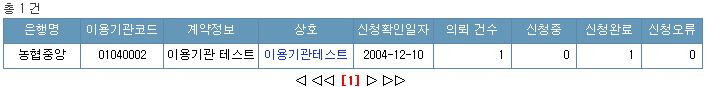 총 1 건
은행명 이용기관코드 계약정보 상호 신청확인일자 의뢰 건수 신청중 신청완료 신청오류
농협중앙 01040002 이용기관 테스트 이용기관테스트 2004-12-10 1 0 1 0
◁ ◁◁ [1] ▷ ▷▷